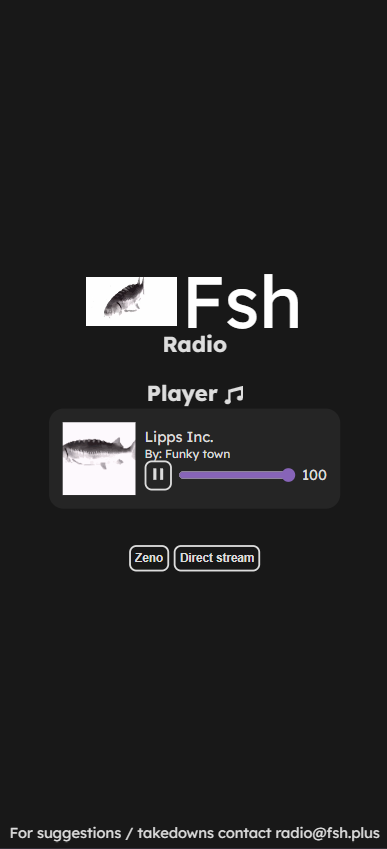 Fsh
Radio
Player
Lipps Inc.
By: Funky town
100
Zeno
Direct stream
For suggestions / takedowns contact radio@fsh.plus